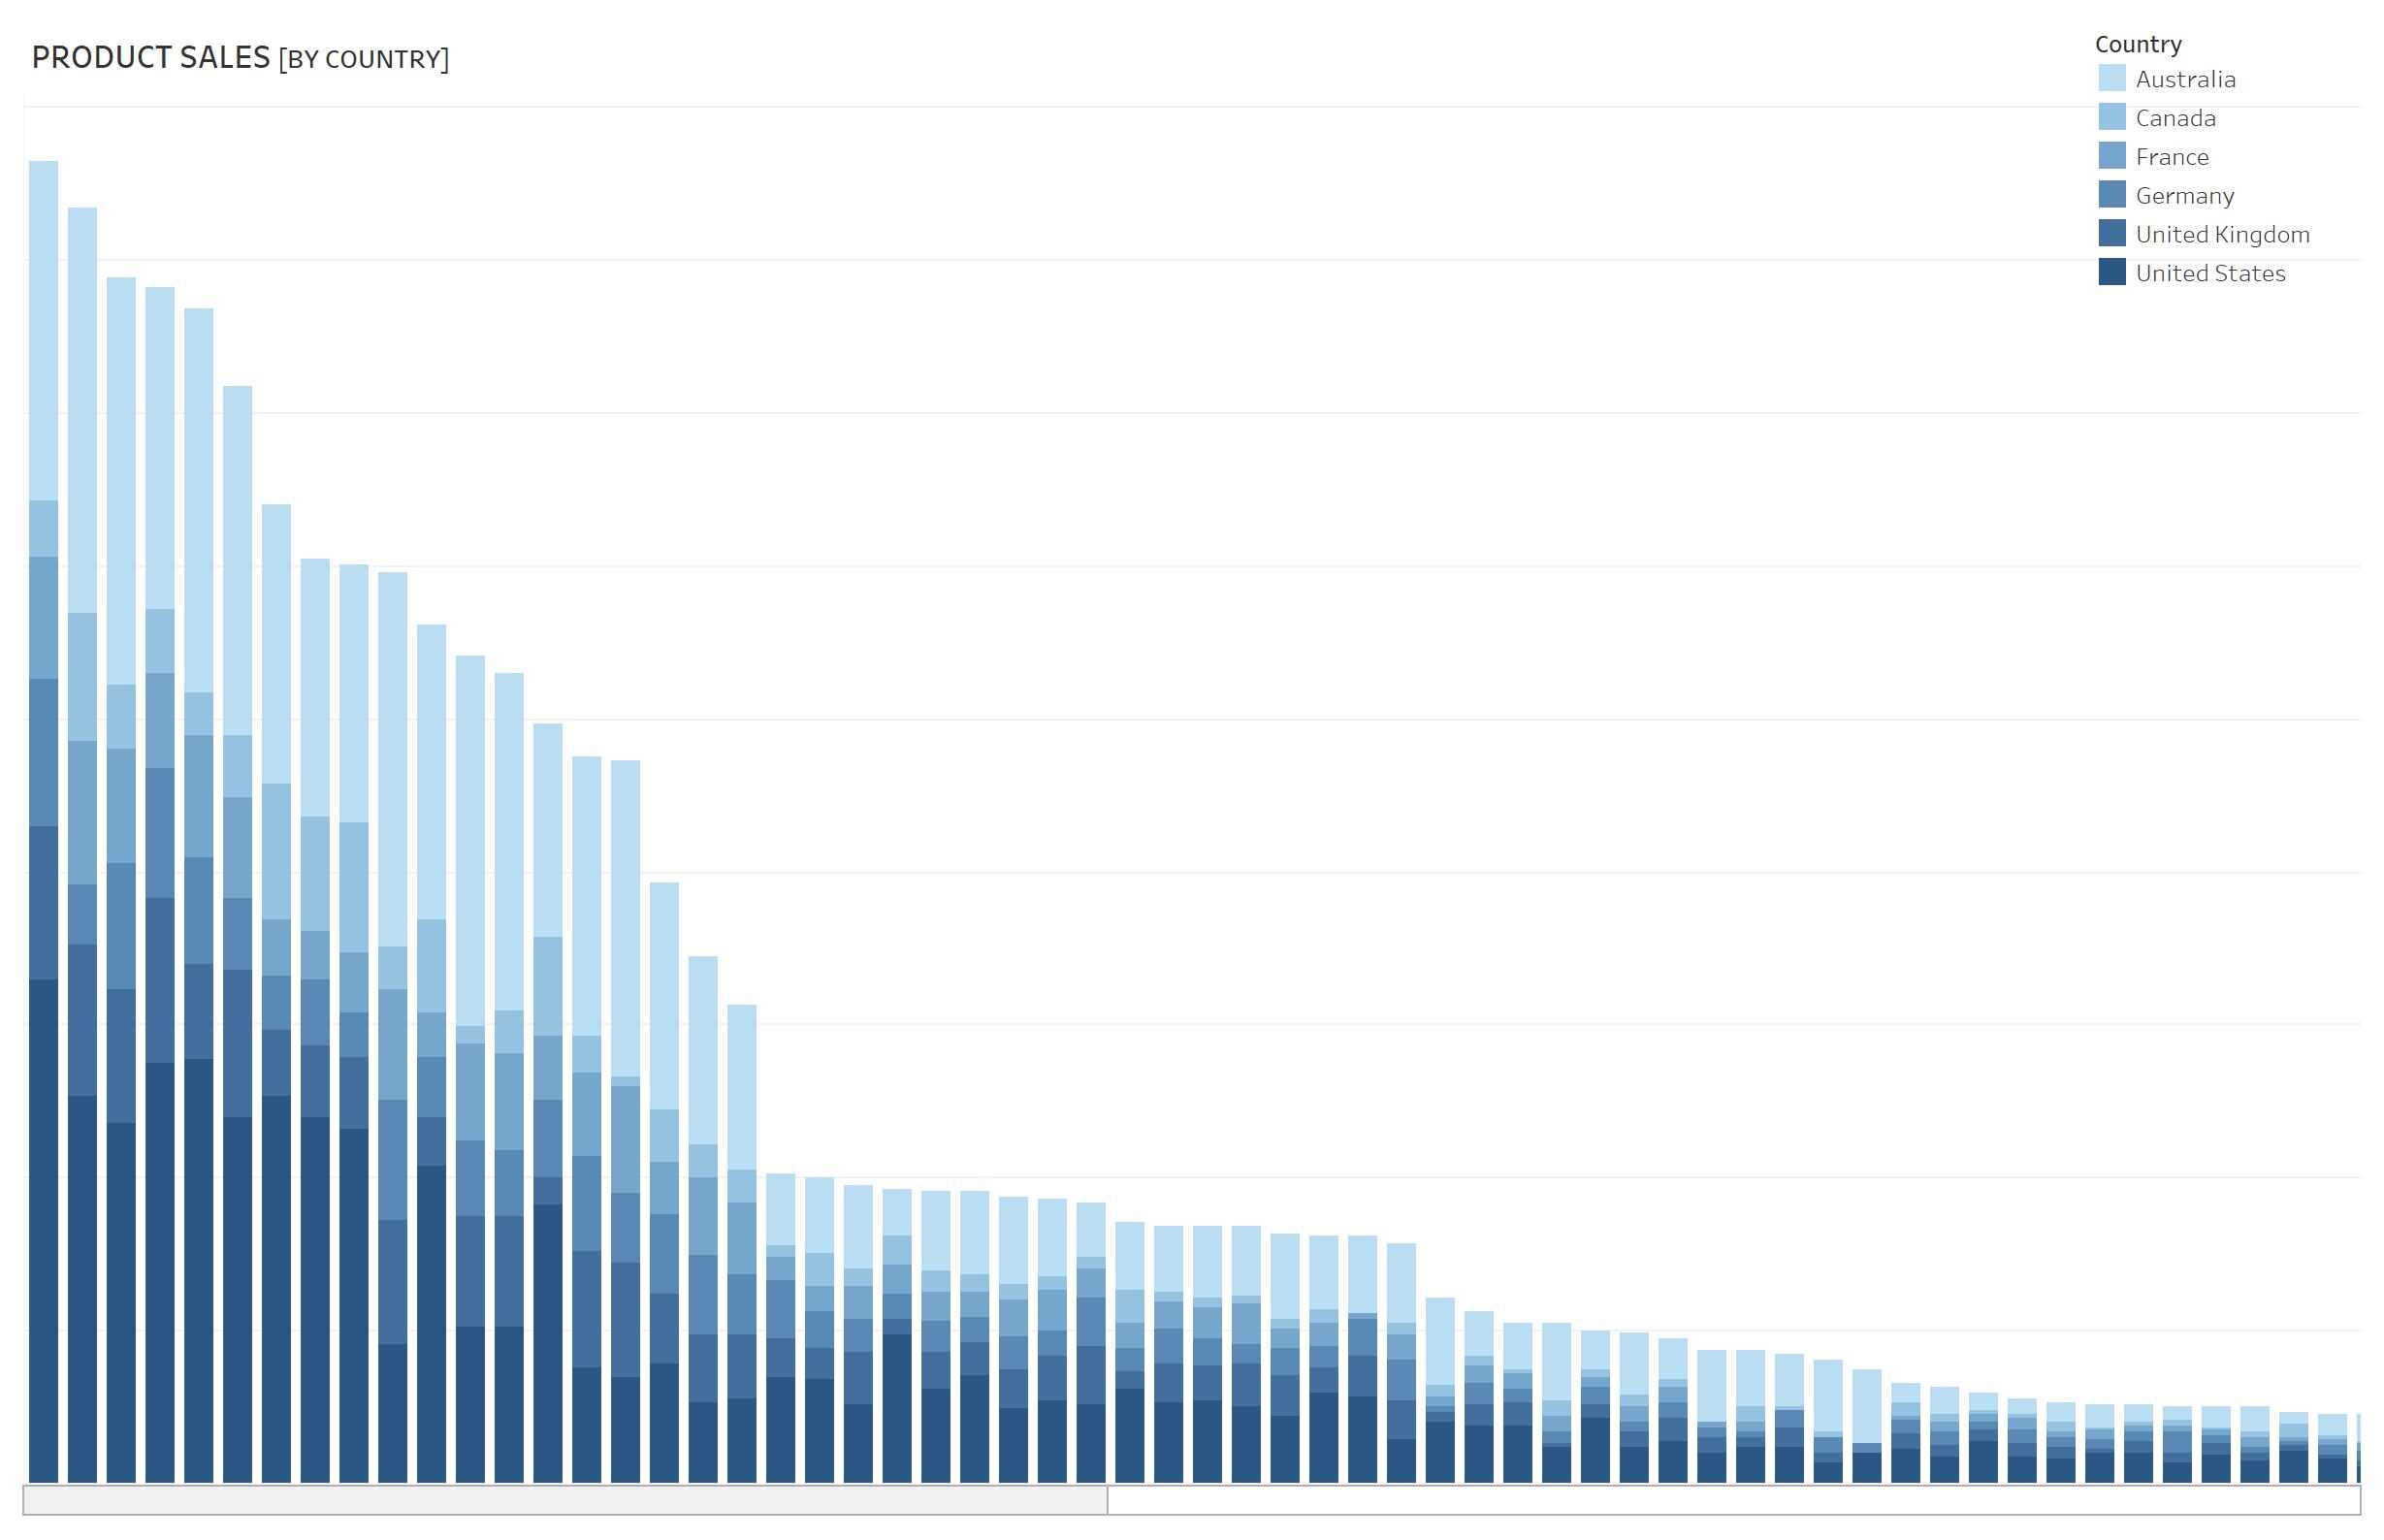 PRODUCT SALES [BY COUNTRY]
Country
Australia
Canada
France
Germany
United Kingdom
United States